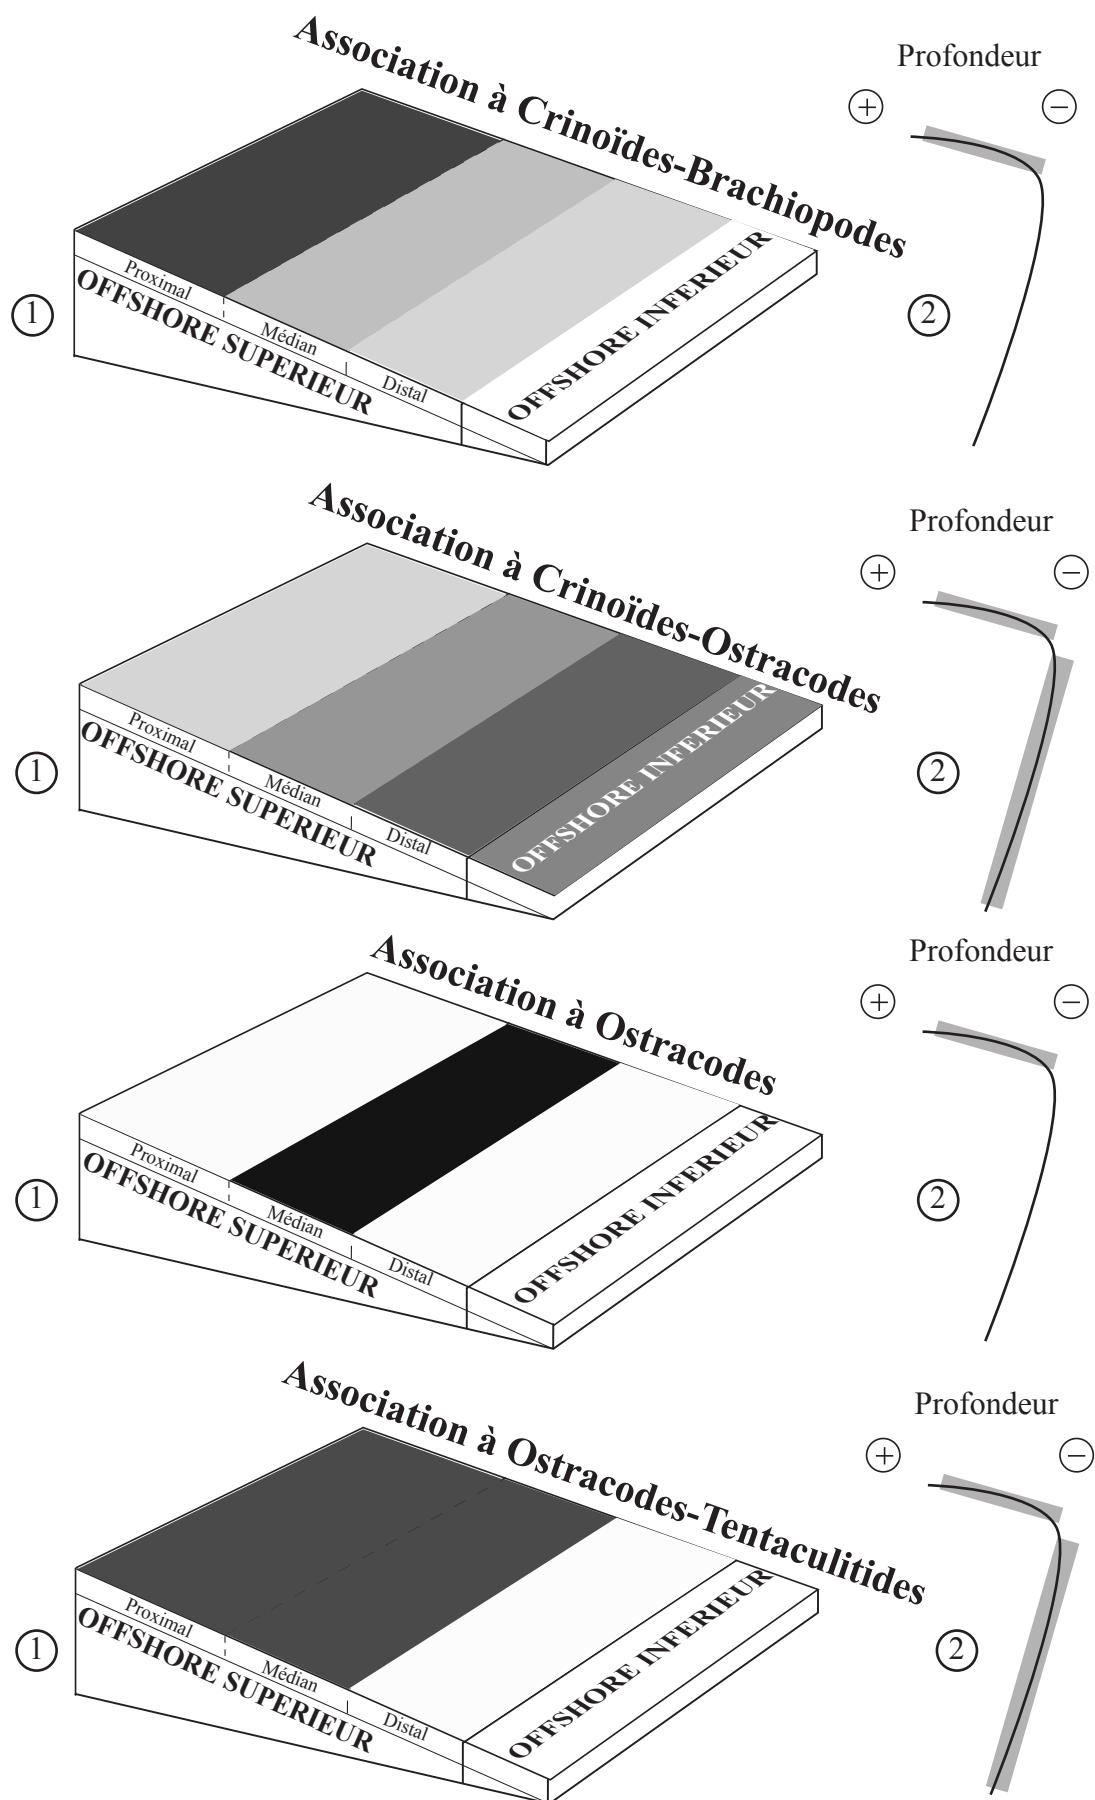 Association à Crinoïdes-Brachiopodes
Profondeur
+ −
Proximal
Médian
Distal
OFFSHORE SUPERIEUR
OFFSHORE INFERIEUR
1
2
Association à Crinoïdes-Ostracodes
Profondeur
+ −
Proximal
Médian
Distal
OFFSHORE SUPERIEUR
OFFSHORE INFERIEUR
1
2
Association à Ostracodes
Profondeur
+ −
Proximal
Médian
Distal
OFFSHORE SUPERIEUR
OFFSHORE INFERIEUR
1
2
Association à Ostracodes-Tentaculitides
Profondeur
+ −
Proximal
Médian
Distal
OFFSHORE SUPERIEUR
OFFSHORE INFERIEUR
1
2